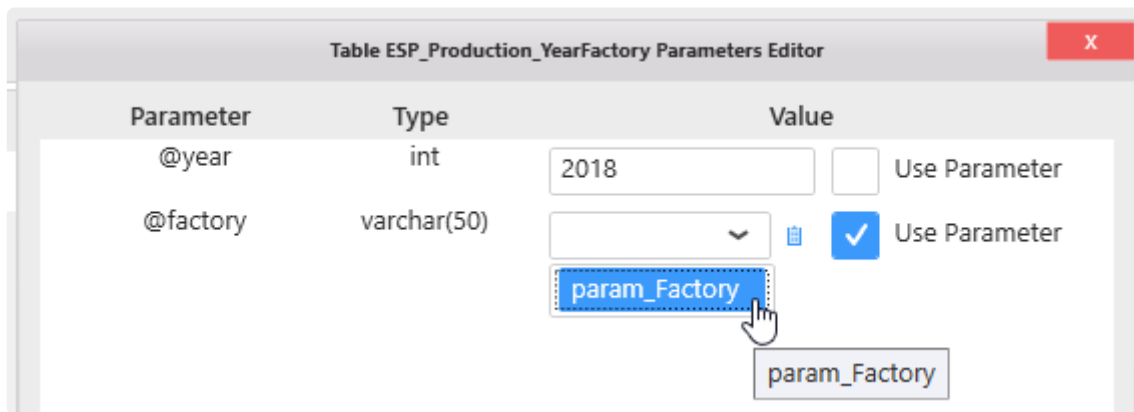 Table ESP_Production_YearFactory Parameters Editor x
Parameter Type Value
@year int 2018 Use Parameter
@factory varchar(50) Use Parameter
param_Factory
param_Factory